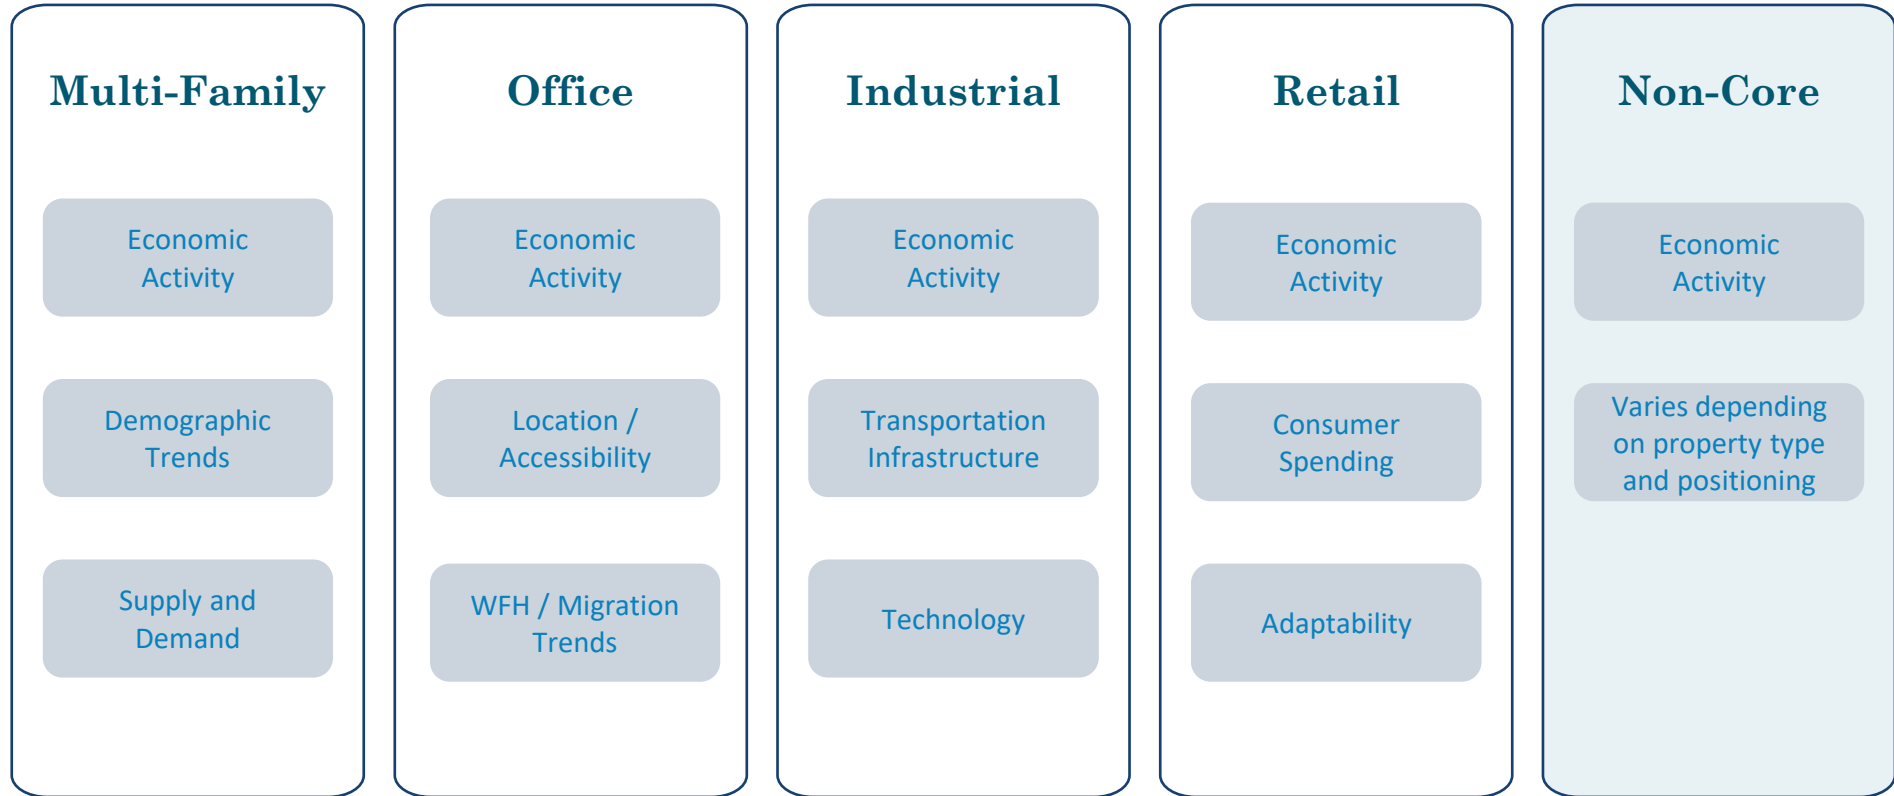 Multi-Family
Economic
Activity
Demographic
Trends
Supply and
Demand
Office
Economic
Activity
Location /
Accessibility
WFH / Migration
Trends
Industrial
Economic
Activity
Transportation
Infrastructure
Technology
Retail
Economic
Activity
Consumer
Spending
Adaptability
Non-Core
Economic
Activity
Varies depending
on property type
and positioning